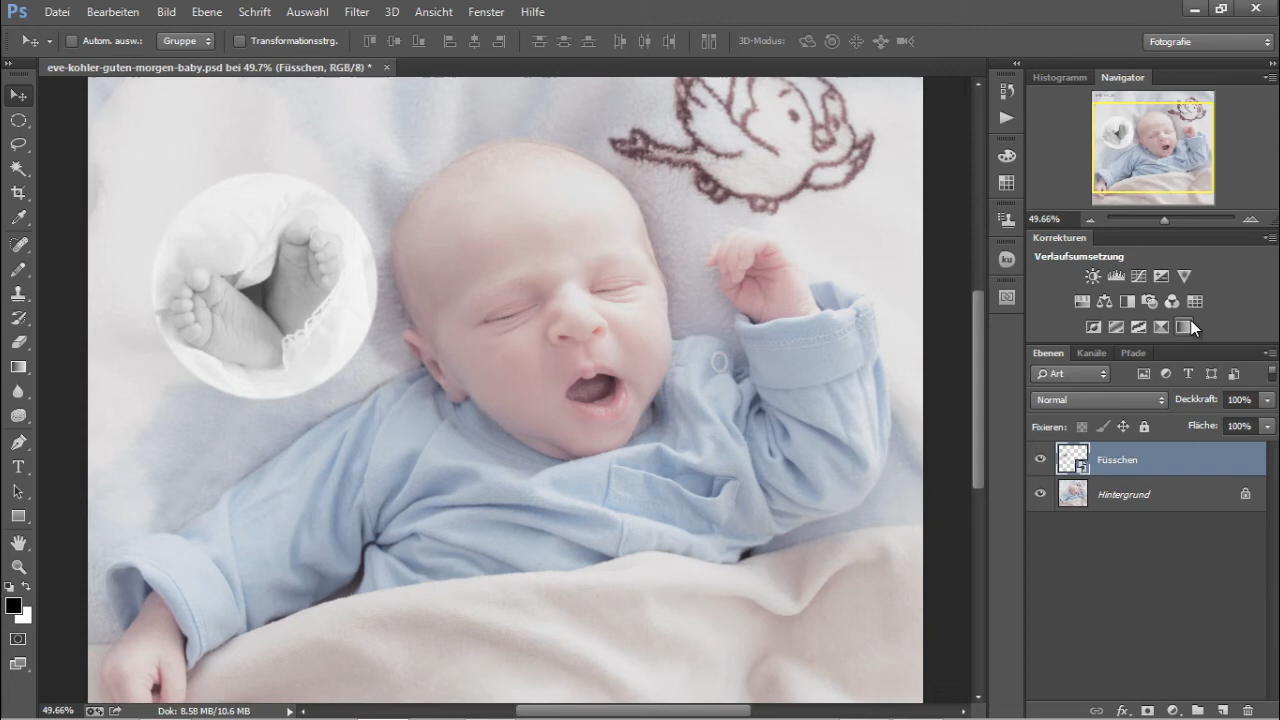 Ps Datei Bearbeiten Bild Ebene Schrift Auswahl Filter 3D Ansicht Fenster Hilfe
Autom. ausw.: Gruppe Transformationsstrg. 3D-Modus: Fotografie
eve-kohler-guten-morgen-baby.psd bei 49.7% (Füsschen, RGB/8) *
Histogramm Navigator
49.66%
Korrekturen
Verlaufsumsetzung
ku
Ebenen Kanäle Pfade
Art
Normal Deckkraft: 100%
Fixieren: Fläche: 100%
Füsschen
Hintergrund
49.66% Dok: 8.58 MB/10.6 MB